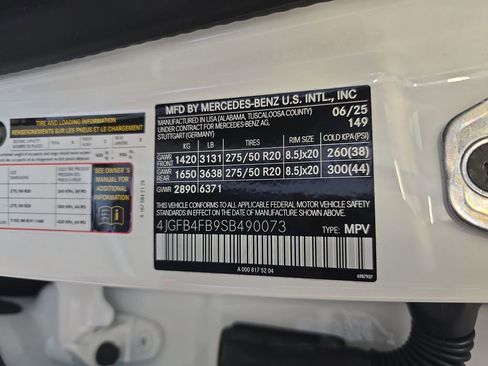 TIRE AND LOADING INFORMATION
RENSEIGNEMENTS SUR LES PNEUS ET LE CHARGEMENT
SEE OWNER'S
MANUAL FOR
ADDITIONAL
INFORMATION
MFD BY MERCEDES-BENZ U.S. INTL., INC
MANUFACTURED IN USA (ALABAMA, TUSCALOOSA COUNTY) 06/25
UNDER CONTRACT FOR MERCEDES-BENZ AG, 149
STUTTGART (GERMANY)
KG LB TIRES RIM SIZE COLD KPA(PSI)
GAWR (FRONT) 1420 3131 275/50 R20 8.5Jx20 260(38)
GAWR (REAR) 1650 3638 275/50 R20 8.5Jx20 300(44)
GVWR 2890 6371
THIS VEHICLE CONFORMS TO ALL APPLICABLE FEDERAL MOTOR VEHICLE SAFETY
STANDARDS IN EFFECT ON THE DATE OF MANUFACTURE SHOWN ABOVE.
4JGFB4FB9SB490073 TYPE: MPV
A 000 817 52 04